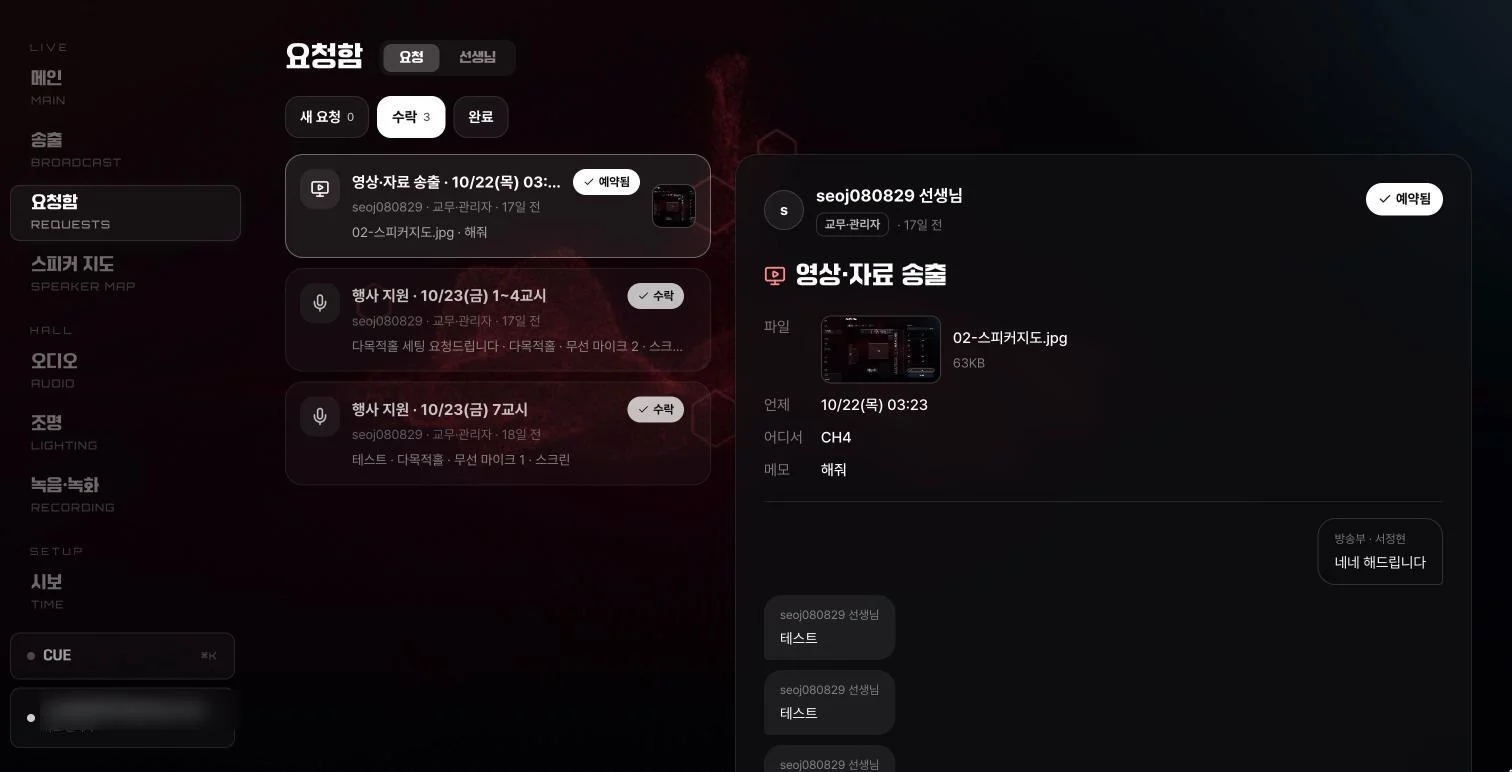 LIVE
메인
MAIN
송출
BROADCAST
요청함
REQUESTS
스피커 지도
SPEAKER MAP
HALL
오디오
AUDIO
조명
LIGHTING
녹음·녹화
RECORDING
SETUP
시보
TIME
CUE ⌘K
요청함 요청 선생님
새 요청 0 수락 3 완료
영상·자료 송출 · 10/22(목) 03:... 예약됨
seoj080829 · 교무·관리자 · 17일 전
02-스피커지도.jpg · 해줘
행사 지원 · 10/23(금) 1~4교시 수락
seoj080829 · 교무·관리자 · 17일 전
다목적홀 세팅 요청드립니다 · 다목적홀 · 무선 마이크 2 · 스크...
행사 지원 · 10/23(금) 7교시 수락
seoj080829 · 교무·관리자 · 18일 전
테스트 · 다목적홀 · 무선 마이크 1 · 스크린
s seoj080829 선생님 예약됨
교무·관리자 · 17일 전
영상·자료 송출
파일 02-스피커지도.jpg
63KB
언제 10/22(목) 03:23
어디서 CH4
메모 해줘
방송부 · 서정현
네네 해드립니다
seoj080829 선생님
테스트
seoj080829 선생님
테스트
seoj080829 선생님